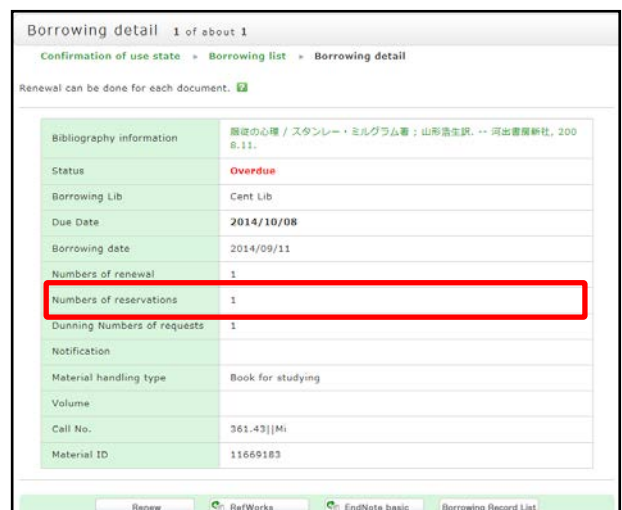 Borrowing detail 1 of about 1
Confirmation of use state » Borrowing list » Borrowing detail
Renewal can be done for each document. ?
Bibliography information
服従の心理 / スタンレー・ミルグラム著 ; 山形浩生訳. -- 河出書房新社, 200
8.11.
Status Overdue
Borrowing Lib Cent Lib
Due Date 2014/10/08
Borrowing date 2014/09/11
Numbers of renewal 1
Numbers of reservations 1
Dunning Numbers of requests 1
Notification
Material handling type Book for studying
Volume
Call No. 361.43||Mi
Material ID 11669183
Renew RefWorks EndNote basic Borrowing Record List